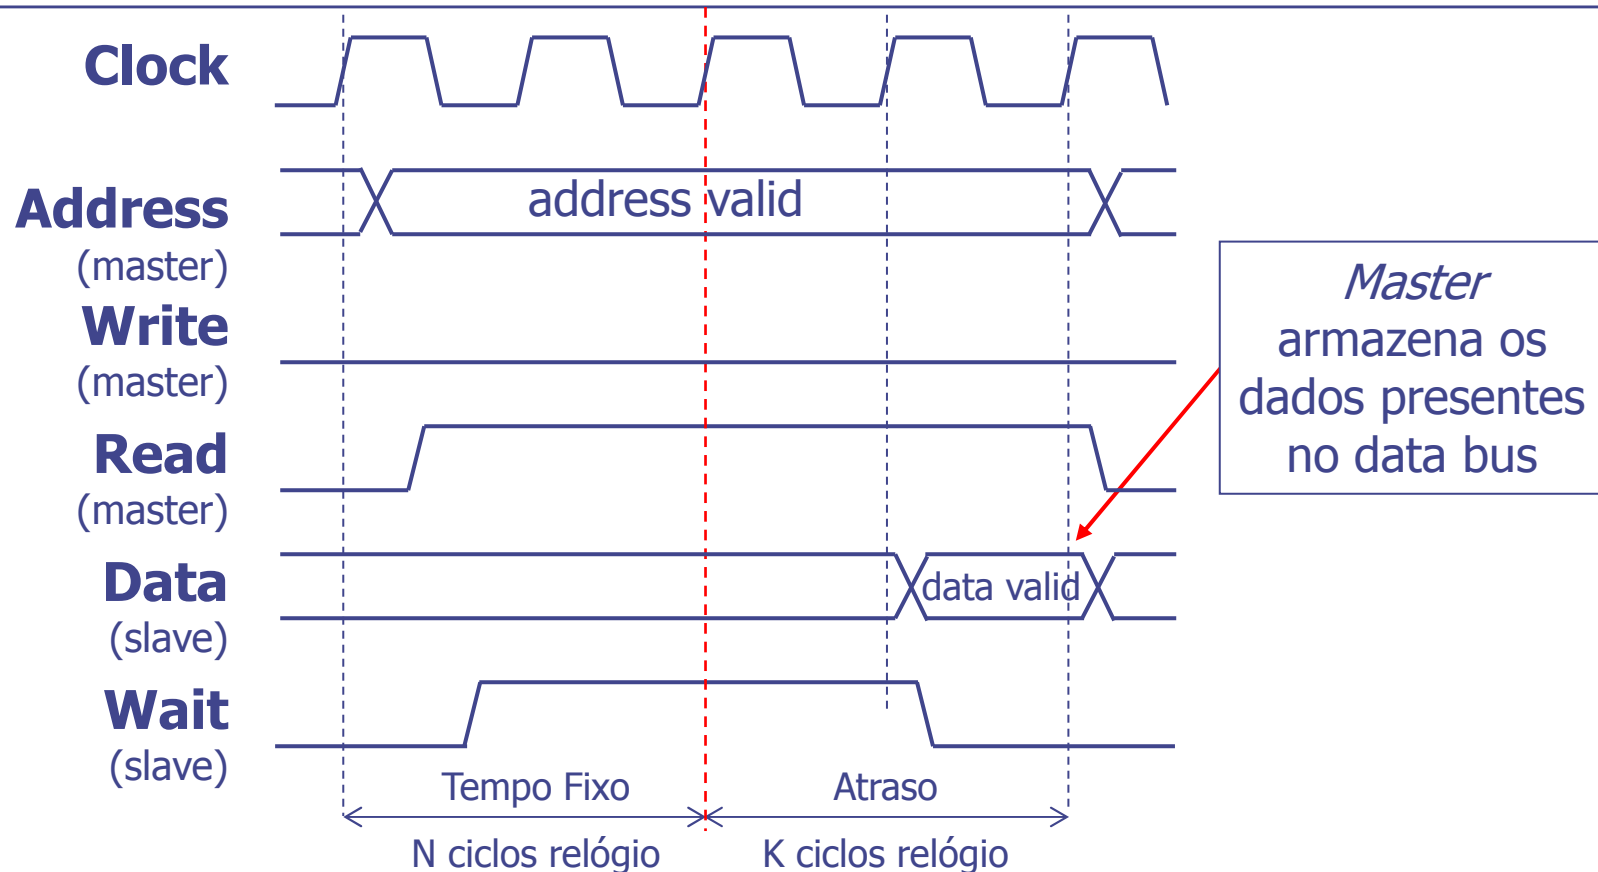 Clock
Address
(master)
address valid
Write
(master)
Read
(master)
Data
(slave)
data valid
Wait
(slave)
Master
armazena os
dados presentes
no data bus
Tempo Fixo
Atraso
N ciclos relógio
K ciclos relógio